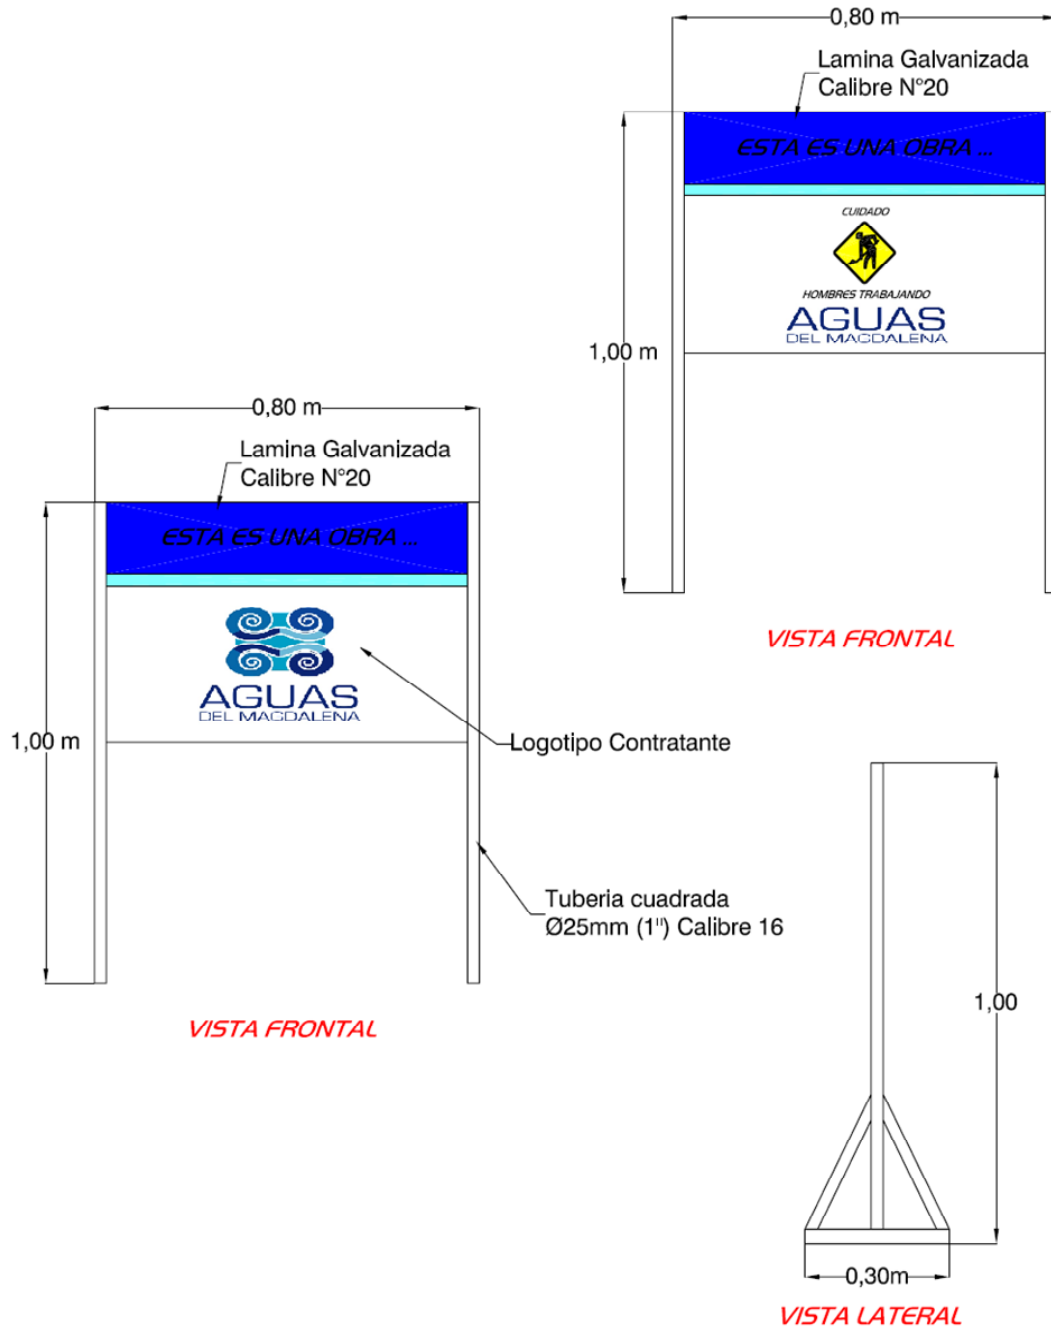 0,80 m
Lamina Galvanizada
Calibre N°20
ESTA ES UNA OBRA ...
CUIDADO
HOMBRES TRABAJANDO
AGUAS
DEL MAGDALENA
1,00 m
VISTA FRONTAL
0,80 m
Lamina Galvanizada
Calibre N°20
ESTA ES UNA OBRA ...
AGUAS
DEL MAGDALENA
1,00 m
Logotipo Contratante
Tuberia cuadrada
Ø25mm (1") Calibre 16
VISTA FRONTAL
1,00
0,30m
VISTA LATERAL